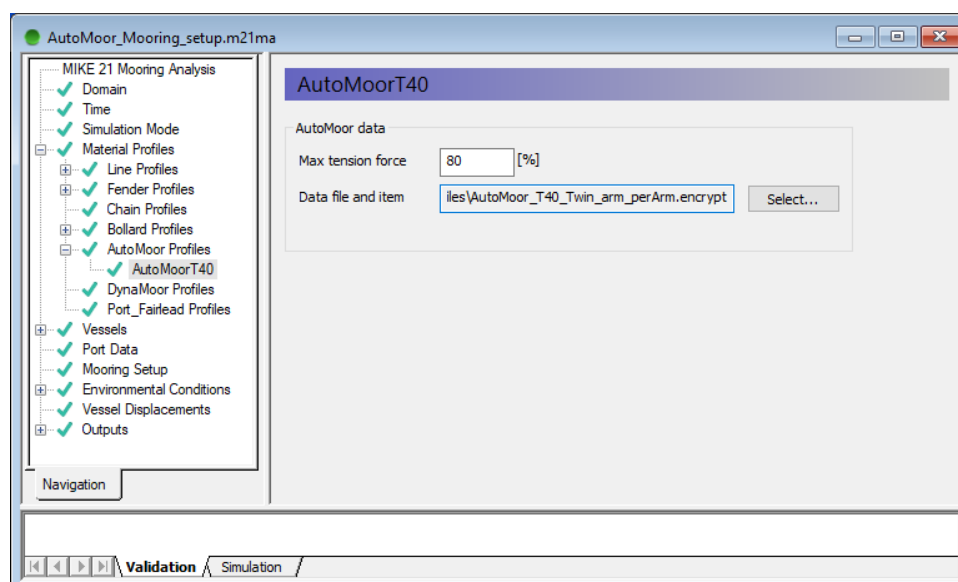 AutoMoor_Mooring_setup.m21ma
MIKE 21 Mooring Analysis
Domain
Time
Simulation Mode
Material Profiles
Line Profiles
Fender Profiles
Chain Profiles
Bollard Profiles
AutoMoor Profiles
AutoMoorT40
DynaMoor Profiles
Port_Fairlead Profiles
Vessels
Port Data
Mooring Setup
Environmental Conditions
Vessel Displacements
Outputs
Navigation
AutoMoorT40
AutoMoor data
Max tension force 80 [%]
Data file and item iles\AutoMoor_T40_Twin_arm_perArm.encrypt Select...
Validation Simulation